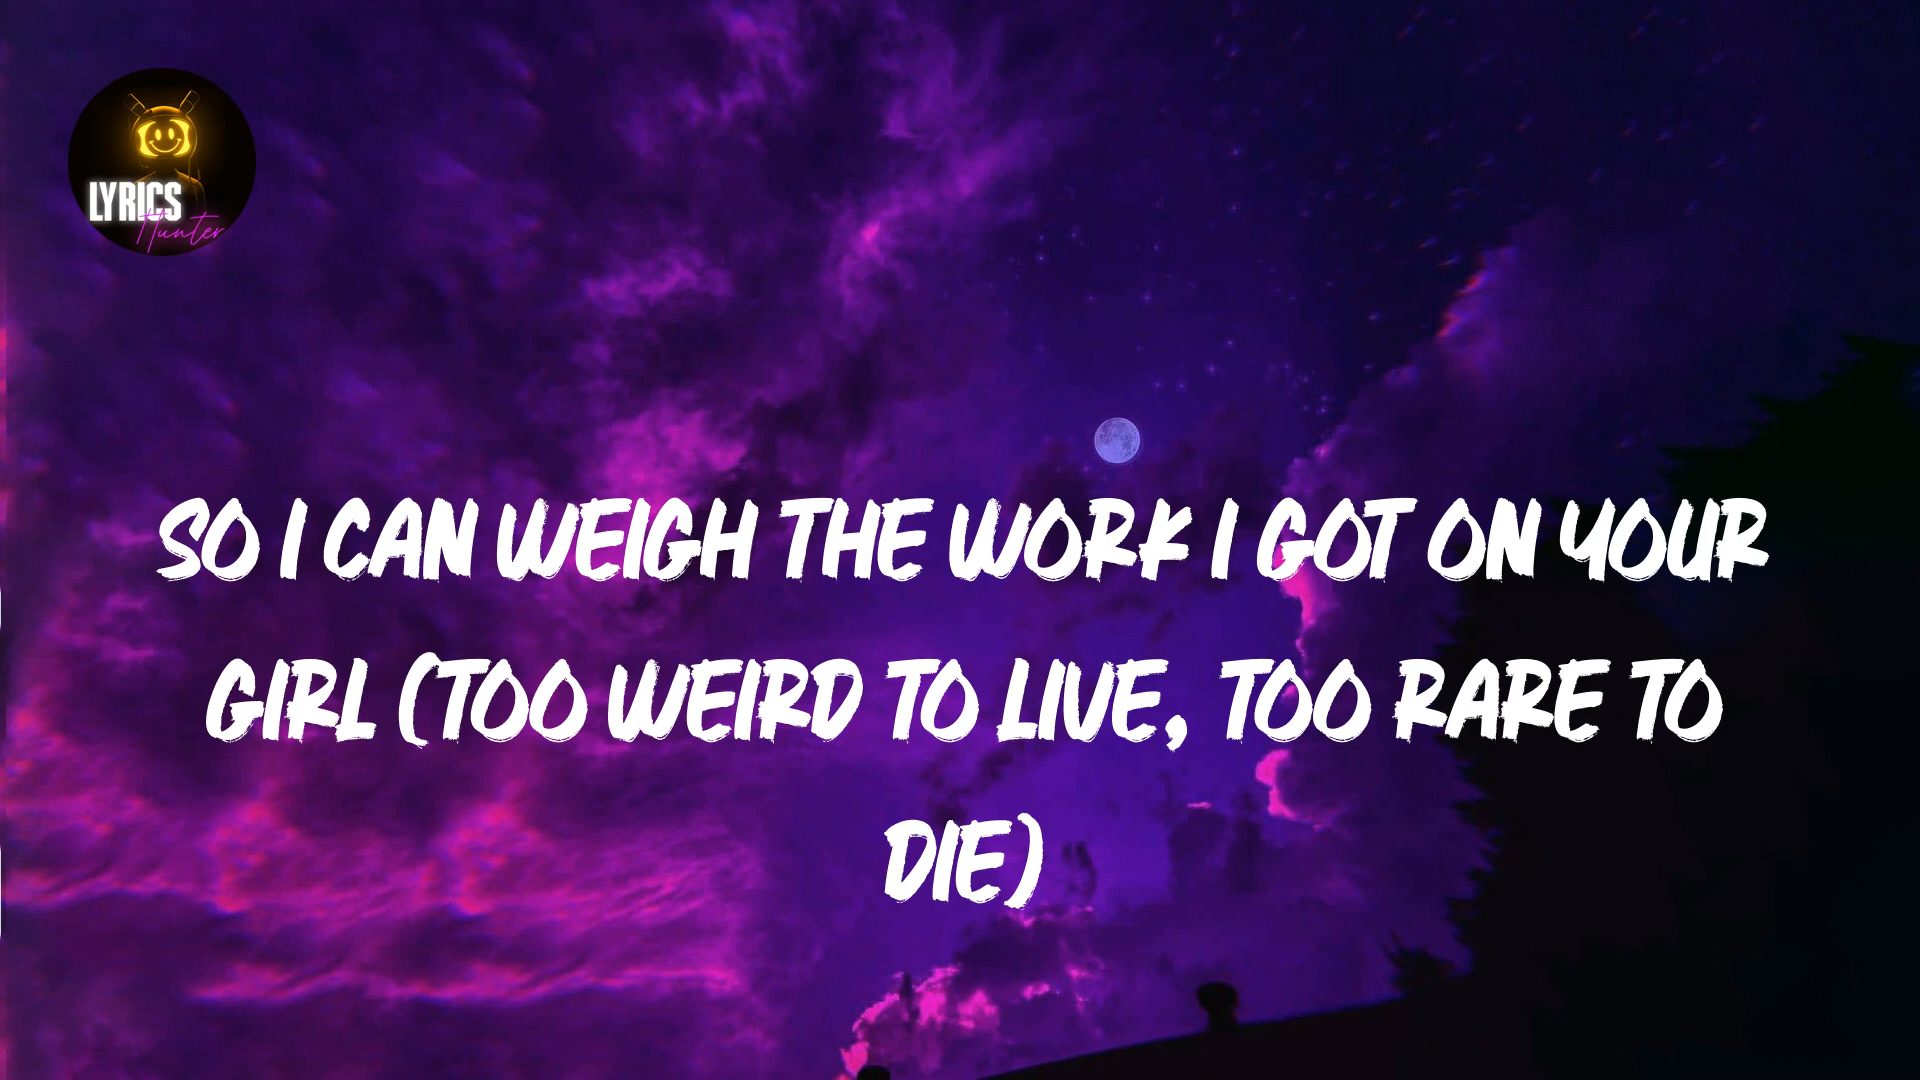 LYRICS
Hunter
SO I CAN WEIGH THE WORK I GOT ON YOUR
GIRL (TOO WEIRD TO LIVE, TOO RARE TO
DIE)